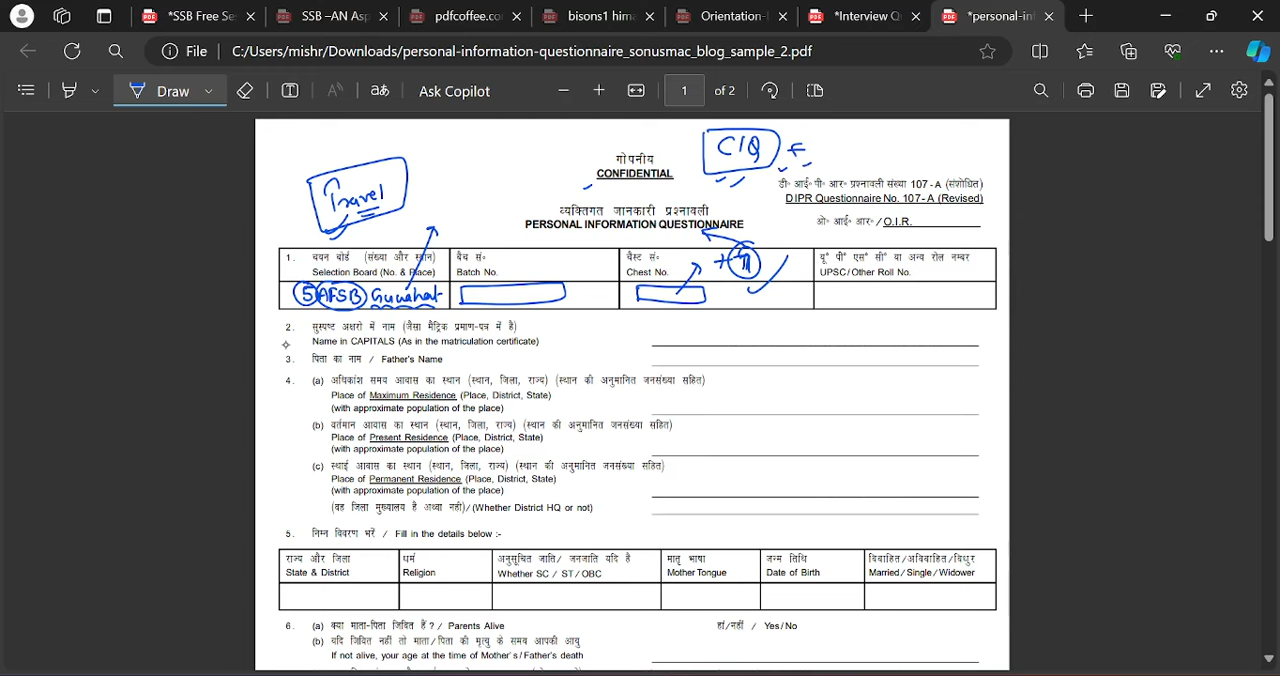 *SSB Free Se
SSB –AN Asp
pdfcoffee.co
bisons1 him
Orientation-
*Interview Q
*personal-in
File
C:/Users/mishr/Downloads/personal-information-questionnaire_sonusmac_blog_sample_2.pdf
Draw
Ask Copilot
1 of 2
गोपनीय
CONFIDENTIAL
CIQ
Travel
डी॰ आई॰ पी॰ आर॰ प्रश्नावली संख्या 107 - A (संशोधित)
DIPR Questionnaire No. 107-A (Revised)
व्यक्तिगत जानकारी प्रश्नावली
PERSONAL INFORMATION QUESTIONNAIRE
ओ॰ आई॰ आर॰ / O.I.R.
1. चयन बोर्ड (संख्या और स्थान)
Selection Board (No. & Place)
बैच सं॰
Batch No.
चैस्ट सं॰
Chest No.
यू॰ पी॰ एस॰ सी॰ या अन्य रोल नम्बर
UPSC/Other Roll No.
5 AFSB
2. सुस्पष्ट अक्षरो में नाम (जैसा मैट्रिक प्रमाण-पत्र में है)
Name in CAPITALS (As in the matriculation certificate)
3. पिता का नाम / Father's Name
4. (a) अधिकांश समय आवास का स्थान (स्थान, जिला, राज्य) (स्थान की अनुमानित जनसंख्या सहित)
Place of Maximum Residence (Place, District, State)
(with approximate population of the place)
(b) वर्तमान आवास का स्थान (स्थान, जिला, राज्य) (स्थान की अनुमानित जनसंख्या सहित)
Place of Present Residence (Place, District, State)
(with approximate population of the place)
(c) स्थाई आवास का स्थान (स्थान, जिला, राज्य) (स्थान की अनुमानित जनसंख्या सहित)
Place of Permanent Residence (Place, District, State)
(with approximate population of the place)
(वह जिला मुख्यालय है अथवा नही)/(Whether District HQ or not)
5. निम्न विवरण भरें / Fill in the details below :-
राज्य और जिला
State & District
धर्म
Religion
अनुसूचित जाति/ जनजाति यदि है
Whether SC / ST / OBC
मातृ भाषा
Mother Tongue
जन्म तिथि
Date of Birth
विवाहित/अविवाहित/विधुर
Married/Single/Widower
6. (a) क्या माता-पिता जिवित हैं? / Parents Alive
हां/नहीं / Yes/No
(b) यदि जिवित नहीं तो माता/पिता की मृत्यु के समय आपकी आयु
If not alive, your age at the time of Mother's/Father's death